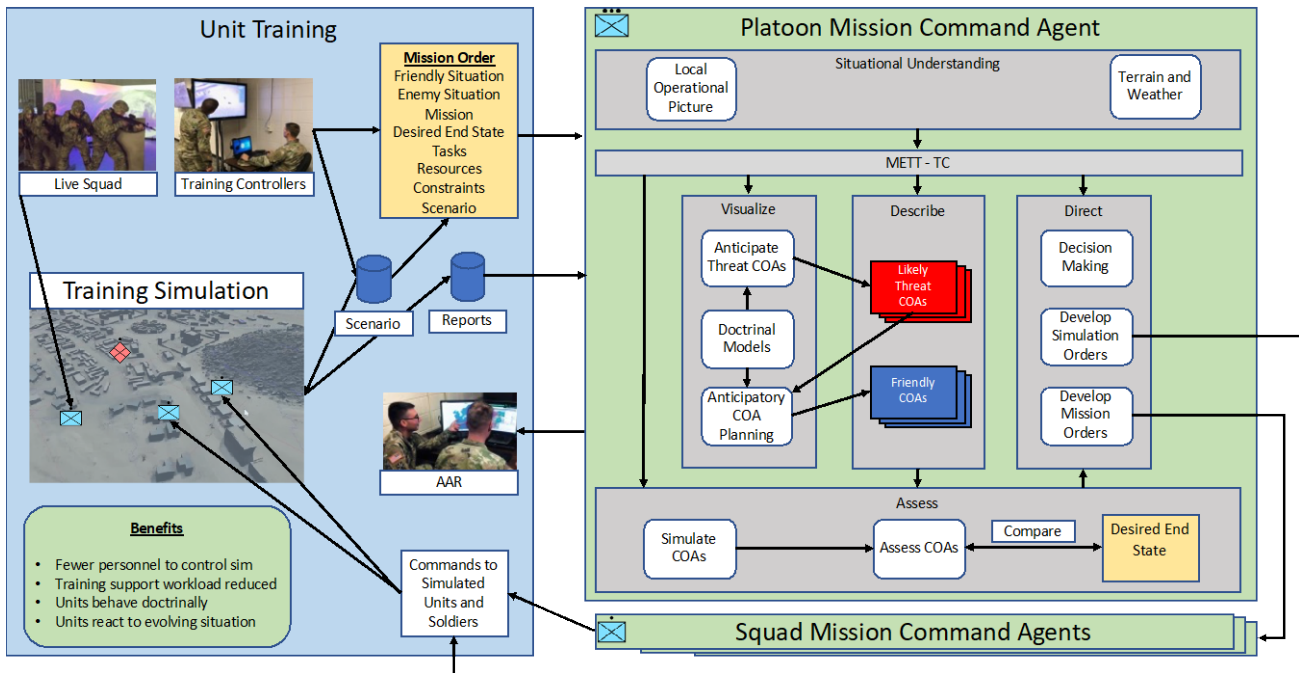 Unit Training
Mission Order
Friendly Situation
Enemy Situation
Mission
Desired End State
Tasks
Resources
Constraints
Scenario
Live Squad
Training Controllers
Training Simulation
Scenario
Reports
AAR
Benefits
• Fewer personnel to control sim
• Training support workload reduced
• Units behave doctrinally
• Units react to evolving situation
Commands to
Simulated
Units and
Soldiers
Platoon Mission Command Agent
Situational Understanding
Local
Operational
Picture
Terrain and
Weather
METT - TC
Visualize
Anticipate
Threat COAs
Doctrinal
Models
Anticipatory
COA
Planning
Describe
Likely
Threat
COAs
Friendly
COAs
Direct
Decision
Making
Develop
Simulation
Orders
Develop
Mission
Orders
Assess
Simulate
COAs
Assess COAs
Compare
Desired End
State
Squad Mission Command Agents